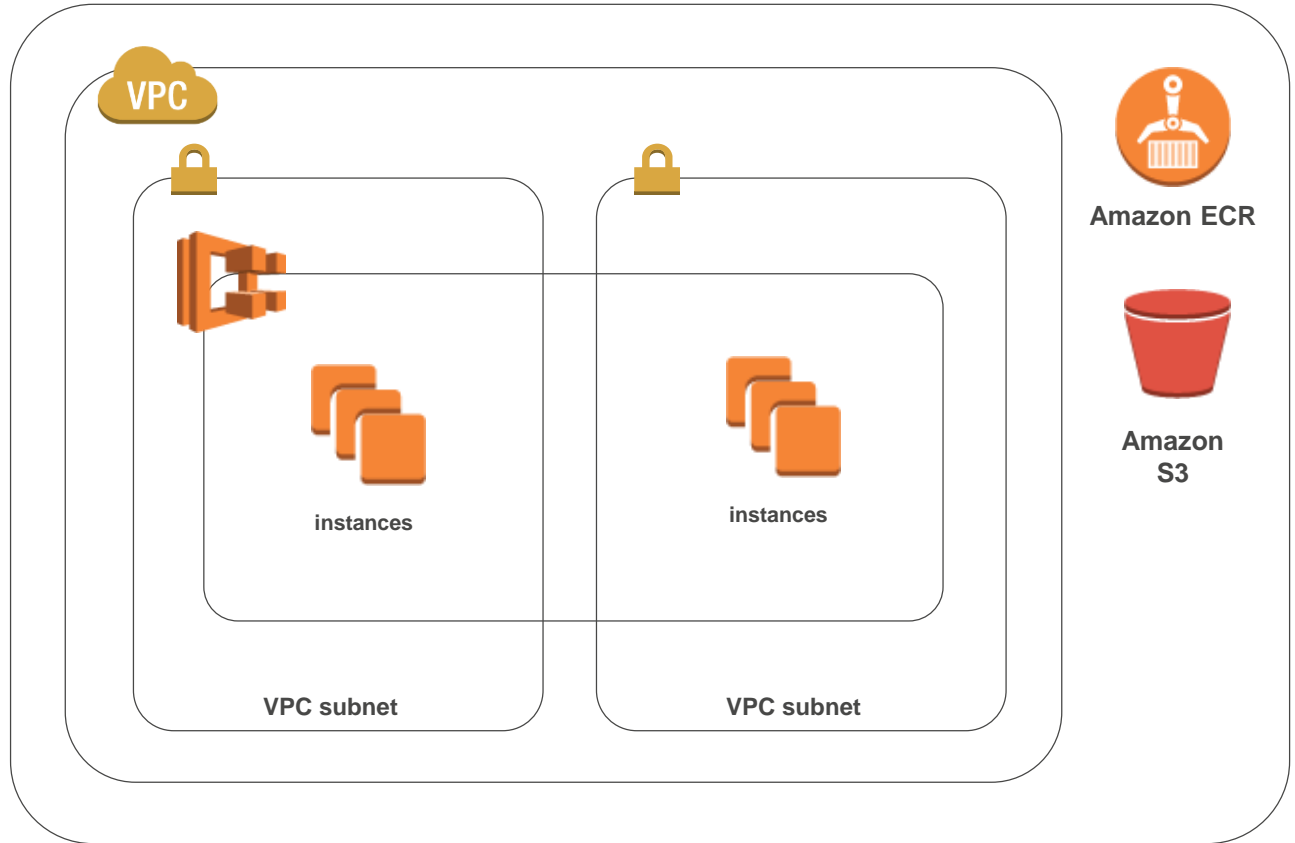 VPC
Amazon ECR
Amazon
S3
instances
instances
VPC subnet
VPC subnet